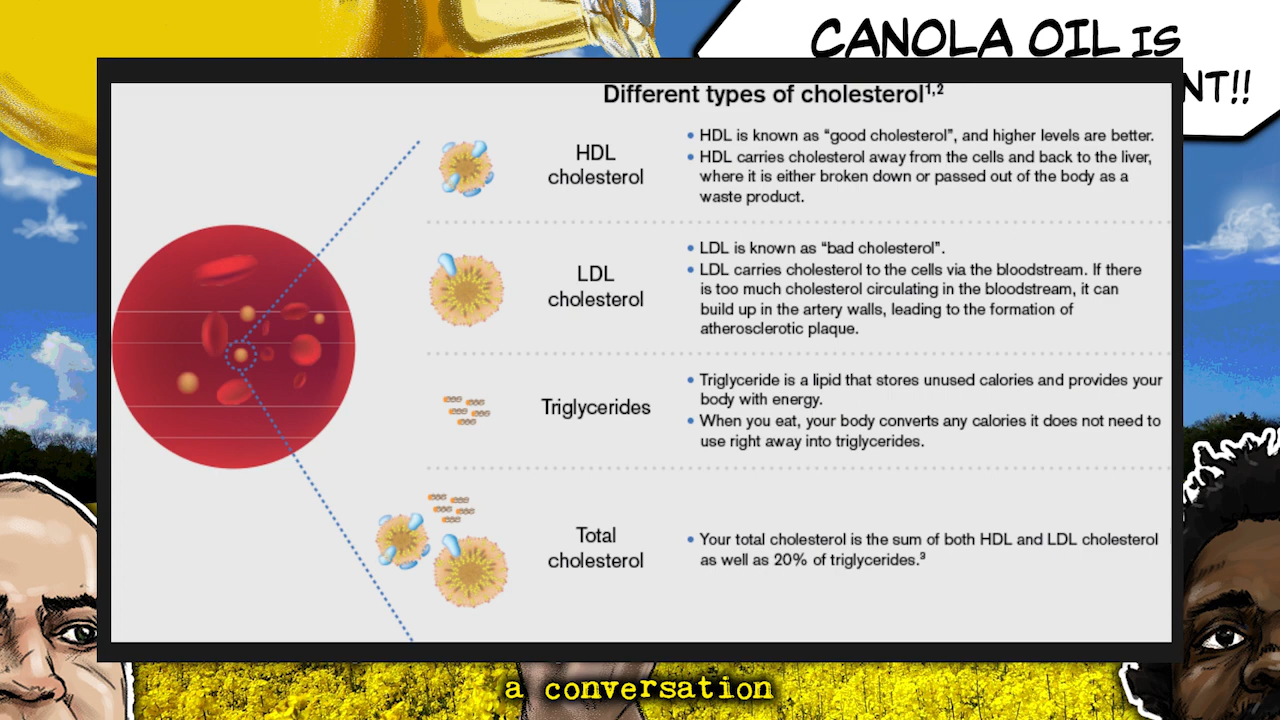 CANOLA OIL IS
NT!!
Different types of cholesterol¹,²
HDL
cholesterol
• HDL is known as “good cholesterol”, and higher levels are better.
• HDL carries cholesterol away from the cells and back to the liver,
where it is either broken down or passed out of the body as a
waste product.
LDL
cholesterol
• LDL is known as “bad cholesterol”.
• LDL carries cholesterol to the cells via the bloodstream. If there
is too much cholesterol circulating in the bloodstream, it can
build up in the artery walls, leading to the formation of
atherosclerotic plaque.
Triglycerides
• Triglyceride is a lipid that stores unused calories and provides your
body with energy.
• When you eat, your body converts any calories it does not need to
use right away into triglycerides.
Total
cholesterol
• Your total cholesterol is the sum of both HDL and LDL cholesterol
as well as 20% of triglycerides.³
a conversation